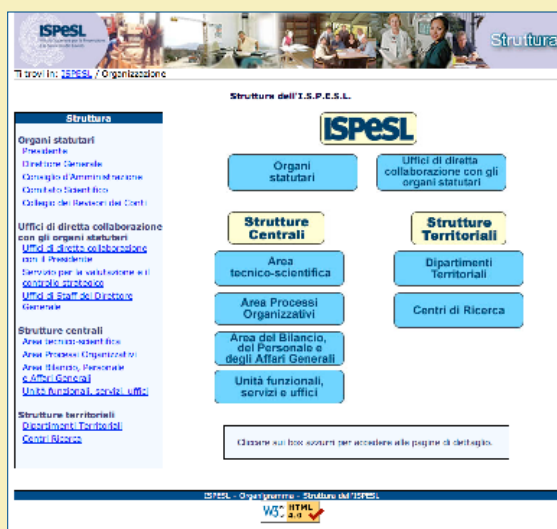 ISPESL
Struttura
Ti trovi in: ISPESL / Organizzazione
Struttura dell'I.S.P.E.S.L.
Struttura
Organi statutari
Presidente
Direttore Generale
Consiglio d'Amministrazione
Comitato Scientifico
Collegio dei Revisori dei Conti
Uffici di diretta collaborazione
con gli organi statutari
Uffici di diretta collaborazione
con il Presidente
Servizio per la valutazione e il
controllo strategico
Uffici di Staff del Direttore
Generale
Strutture centrali
Area tecnico-scientifica
Area Processi Organizzativi
Area Bilancio, Personale
e Affari Generali
Unità funzionali, servizi, uffici
Strutture territoriali
Dipartimenti Territoriali
Centri Ricerca
ISPESL
Organi
statutari
Uffici di diretta
collaborazione con gli
organi statutari
Strutture
Centrali
Strutture
Territoriali
Area
tecnico-scientifica
Dipartimenti
Territoriali
Area Processi
Organizzativi
Centri di Ricerca
Area del Bilancio,
del Personale e
degli Affari Generali
Unità funzionali,
servizi e uffici
Cliccare sui box azzurri per accedere alle pagine di dettaglio.
ISPESL - Organigramma - Struttura dell'ISPESL
W3C HTML
4.0